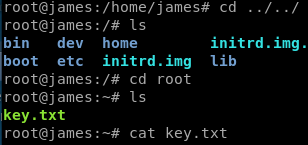 root@james:/home/james# cd ../../
root@james:/# ls
bin dev home initrd.img.
boot etc initrd.img lib
root@james:/# cd root
root@james:~# ls
key.txt
root@james:~# cat key.txt